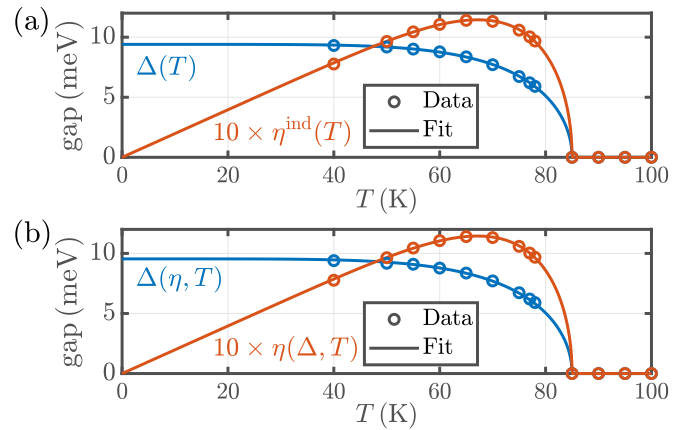 (a)
10
5
0
gap (meV)
Δ(T)
10 × η^ind(T)
Data
Fit
0 20 40 60 80 100
T (K)
(b)
10
5
0
gap (meV)
Δ(η, T)
10 × η(Δ, T)
Data
Fit
0 20 40 60 80 100
T (K)